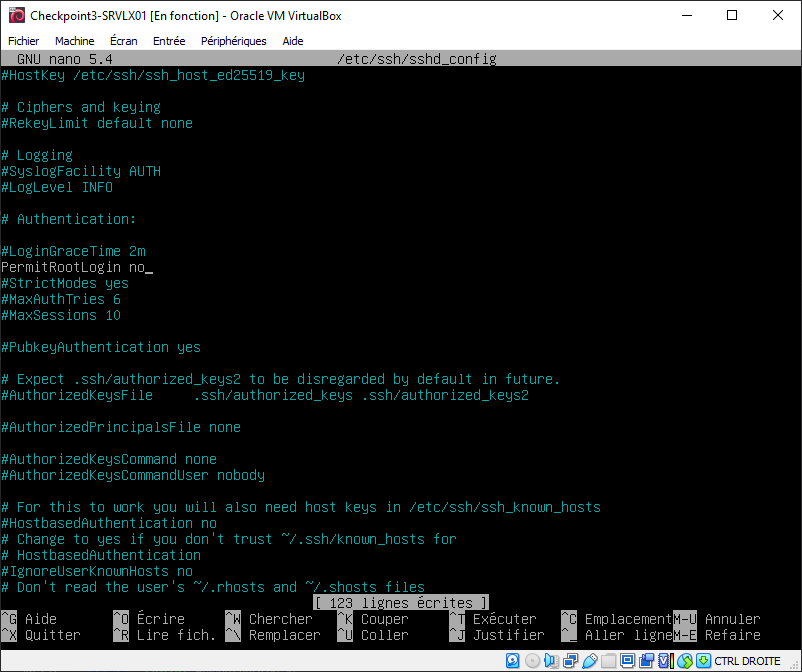 Checkpoint3-SRVLX01 [En fonction] - Oracle VM VirtualBox
Fichier Machine Écran Entrée Périphériques Aide
GNU nano 5.4 /etc/ssh/sshd_config
#HostKey /etc/ssh/ssh_host_ed25519_key
# Ciphers and keying
#RekeyLimit default none
# Logging
#SyslogFacility AUTH
#LogLevel INFO
# Authentication:
#LoginGraceTime 2m
PermitRootLogin no_
#StrictModes yes
#MaxAuthTries 6
#MaxSessions 10
#PubkeyAuthentication yes
# Expect .ssh/authorized_keys2 to be disregarded by default in future.
#AuthorizedKeysFile .ssh/authorized_keys .ssh/authorized_keys2
#AuthorizedPrincipalsFile none
#AuthorizedKeysCommand none
#AuthorizedKeysCommandUser nobody
# For this to work you will also need host keys in /etc/ssh/ssh_known_hosts
#HostbasedAuthentication no
# Change to yes if you don't trust ~/.ssh/known_hosts for
# HostbasedAuthentication
#IgnoreUserKnownHosts no
# Don't read the user's ~/.rhosts and ~/.shosts files
[ 123 lignes écrites ]
^G Aide ^O Écrire ^W Chercher ^K Couper ^T Exécuter ^C Emplacement M-U Annuler
^X Quitter ^R Lire fich. ^\ Remplacer ^U Coller ^J Justifier ^_ Aller ligne M-E Refaire
CTRL DROITE